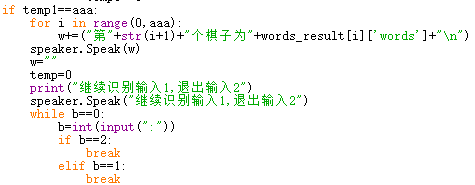 if temp1==aaa:
    for i in range(0,aaa):
        w+=("第"+str(i+1)+"个棋子为"+words_result[i]['words']+"\n")
    speaker.Speak(w)
    w=""
    temp=0
    print("继续识别输入1,退出输入2")
    speaker.Speak("继续识别输入1,退出输入2")
    while b==0:
        b=int(input(":"))
        if b==2:
            break
        elif b==1:
            break